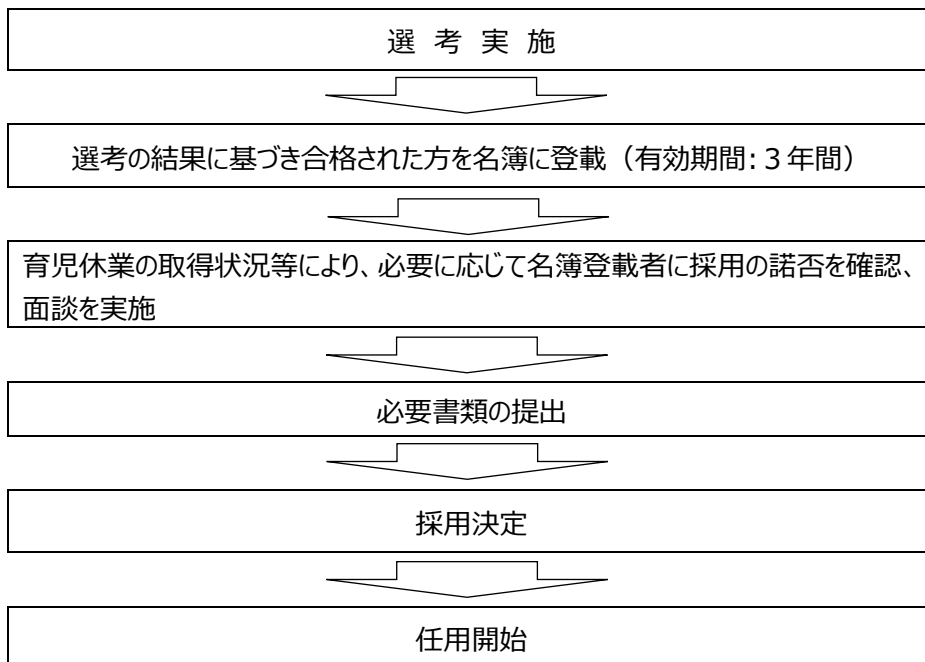 選 考 実 施
選考の結果に基づき合格された方を名簿に登載（有効期間：３年間）
育児休業の取得状況等により、必要に応じて名簿登載者に採用の諾否を確認、
面談を実施
必要書類の提出
採用決定
任用開始